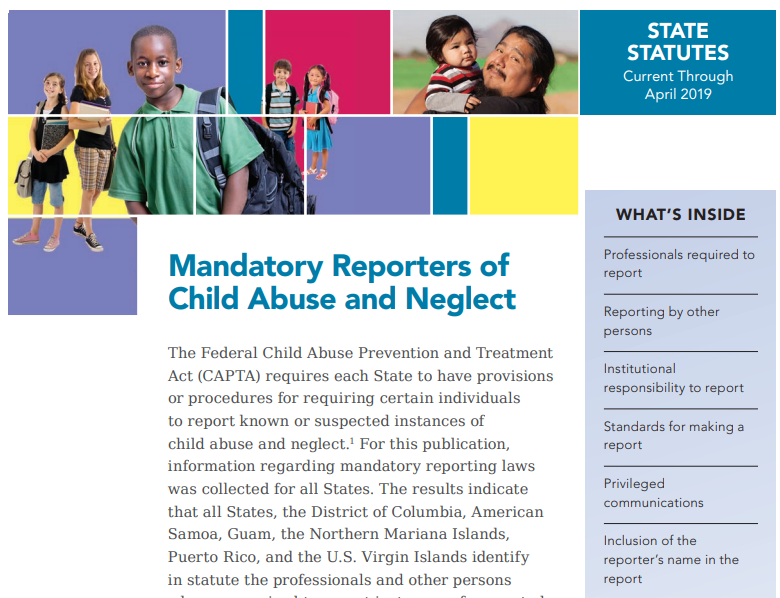 STATE
STATUTES
Current Through
April 2019
WHAT’S INSIDE
Professionals required to
report
Reporting by other
persons
Institutional
responsibility to report
Standards for making a
report
Privileged
communications
Inclusion of the
reporter’s name in the
report
Mandatory Reporters of
Child Abuse and Neglect
The Federal Child Abuse Prevention and Treatment
Act (CAPTA) requires each State to have provisions
or procedures for requiring certain individuals
to report known or suspected instances of
child abuse and neglect.¹ For this publication,
information regarding mandatory reporting laws
was collected for all States. The results indicate
that all States, the District of Columbia, American
Samoa, Guam, the Northern Mariana Islands,
Puerto Rico, and the U.S. Virgin Islands identify
in statute the professionals and other persons